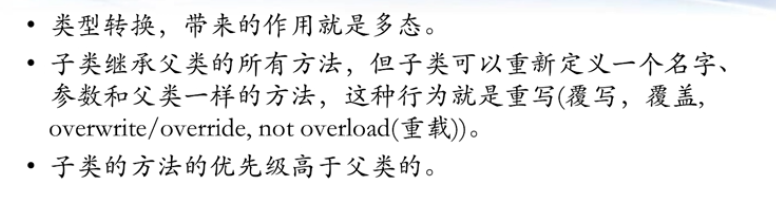 • 类型转换，带来的作用就是多态。
• 子类继承父类的所有方法，但子类可以重新定义一个名字、
参数和父类一样的方法，这种行为就是重写(覆写，覆盖,
overwrite/override, not overload(重载))。
• 子类的方法的优先级高于父类的。